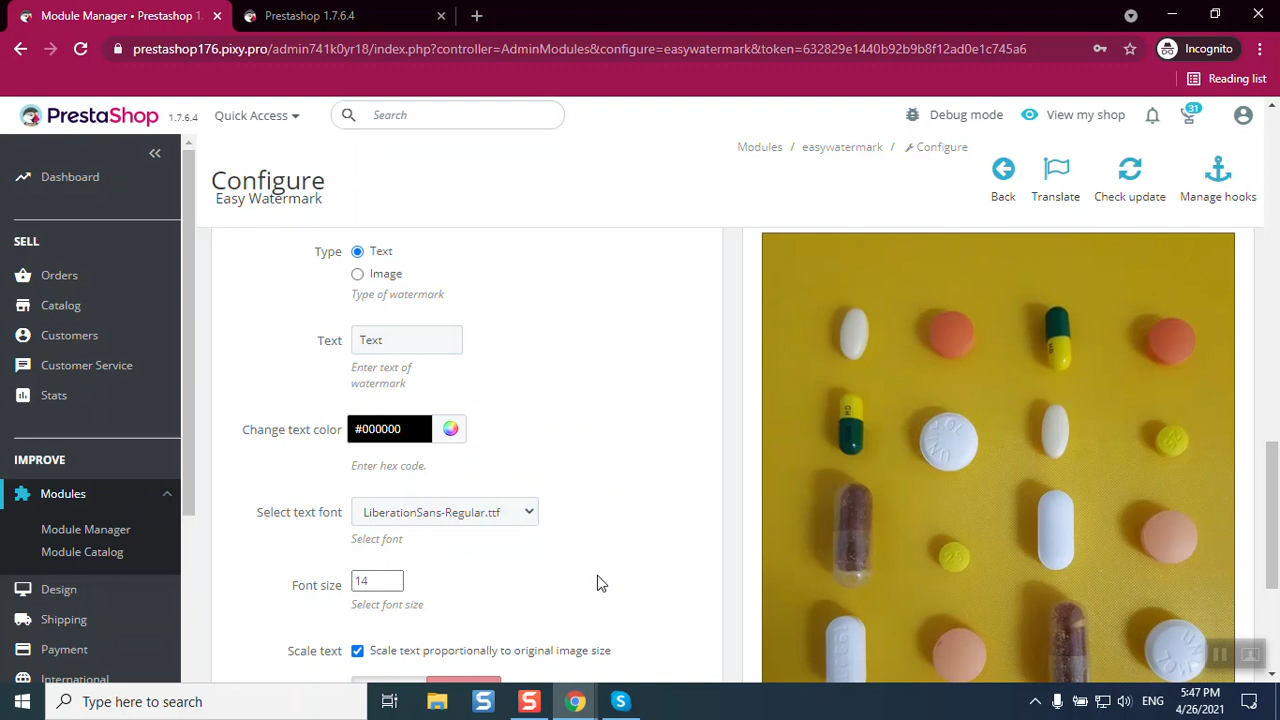 Module Manager • Prestashop 1.
Prestashop 1.7.6.4
prestashop176.pixy.pro/admin741k0yr18/index.php?controller=AdminModules&configure=easywatermark&token=632829e1440b92b9b8f12ad0e1c745a6
Incognito
Reading list
PRESTASHOP 1.7.6.4
Quick Access
Search
Debug mode
View my shop
31
Modules / easywatermark / Configure
Configure
Easy Watermark
Back
Translate
Check update
Manage hooks
Dashboard
SELL
Orders
Catalog
Customers
Customer Service
Stats
IMPROVE
Modules
Module Manager
Module Catalog
Design
Shipping
Payment
International
Type
Text
Image
Type of watermark
Text
Text
Enter text of
watermark
Change text color
#000000
Enter hex code.
Select text font
LiberationSans-Regular.ttf
Select font
Font size
14
Select font size
Scale text
Scale text proportionally to original image size
Type here to search
ENG
5:47 PM
4/26/2021